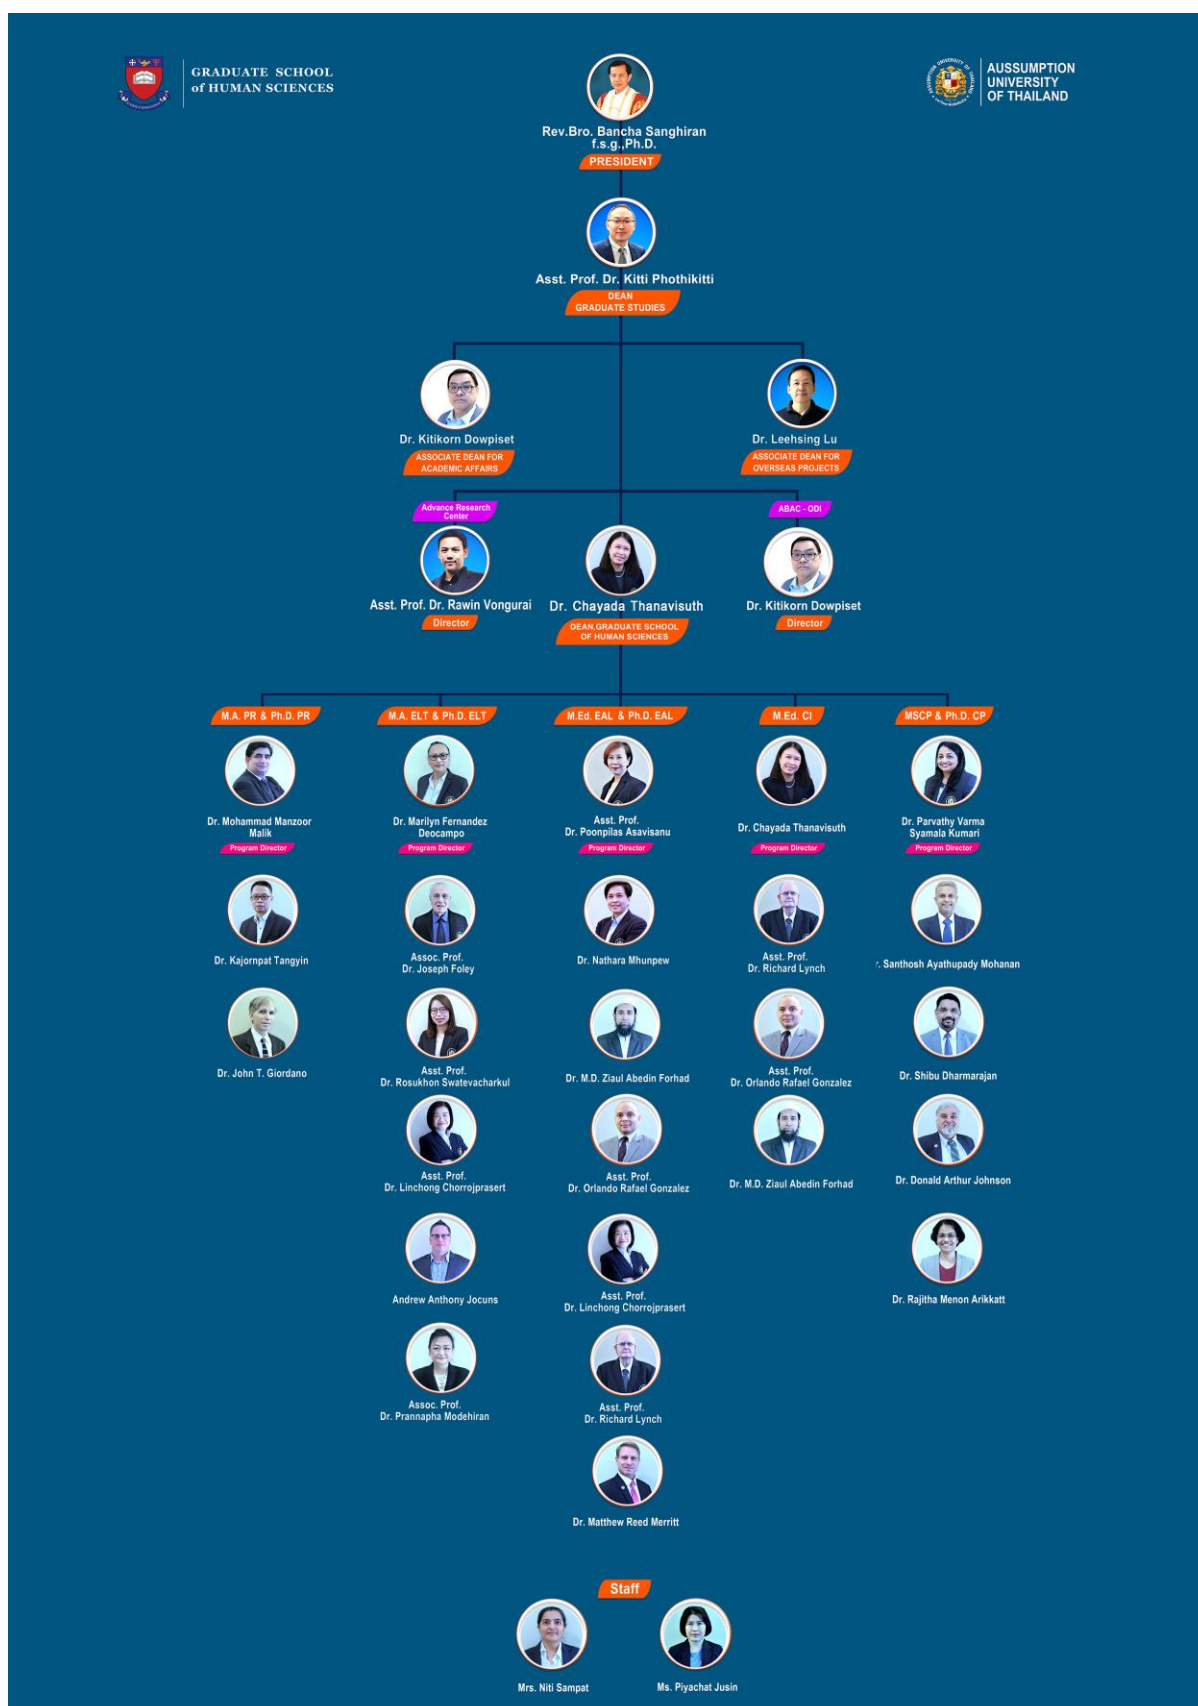 GRADUATE SCHOOL
of HUMAN SCIENCES
AUSSUMPTION
UNIVERSITY
OF THAILAND
Rev.Bro. Bancha Sanghiran
f.s.g.,Ph.D.
PRESIDENT
Asst. Prof. Dr. Kitti Phothikitti
DEAN
GRADUATE STUDIES
Dr. Kitikorn Dowpiset
ASSOCIATE DEAN FOR
ACADEMIC AFFAIRS
Dr. Leehsing Lu
ASSOCIATE DEAN FOR
OVERSEAS PROJECTS
Advance Research
Center
Asst. Prof. Dr. Rawin Vongurai
Director
Dr. Chayada Thanavisuth
DEAN,GRADUATE SCHOOL
OF HUMAN SCIENCES
ABAC - ODI
Dr. Kitikorn Dowpiset
Director
M.A. PR & Ph.D. PR
Dr. Mohammad Manzoor
Malik
Program Director
Dr. Kajornpat Tangyin
Dr. John T. Giordano
M.A. ELT & Ph.D. ELT
Dr. Marilyn Fernandez
Deocampo
Program Director
Assoc. Prof.
Dr. Joseph Foley
Asst. Prof.
Dr. Rosukhon Swatevacharkul
Asst. Prof.
Dr. Linchong Chorrojprasert
Andrew Anthony Jocuns
Assoc. Prof.
Dr. Prannapha Modehiran
M.Ed. EAL & Ph.D. EAL
Asst. Prof.
Dr. Poonpilas Asavisanu
Program Director
Dr. Nathara Mhunpew
Dr. M.D. Ziaul Abedin Forhad
Asst. Prof.
Dr. Orlando Rafael Gonzalez
Asst. Prof.
Dr. Linchong Chorrojprasert
Asst. Prof.
Dr. Richard Lynch
Dr. Matthew Reed Merritt
M.Ed. CI
Dr. Chayada Thanavisuth
Program Director
Asst. Prof.
Dr. Richard Lynch
Asst. Prof.
Dr. Orlando Rafael Gonzalez
Dr. M.D. Ziaul Abedin Forhad
MSCP & Ph.D. CP
Dr. Parvathy Varma
Syamala Kumari
Program Director
r. Santhosh Ayathupady Mohanan
Dr. Shibu Dharmarajan
Dr. Donald Arthur Johnson
Dr. Rajitha Menon Arikkatt
Staff
Mrs. Niti Sampat
Ms. Piyachat Jusin